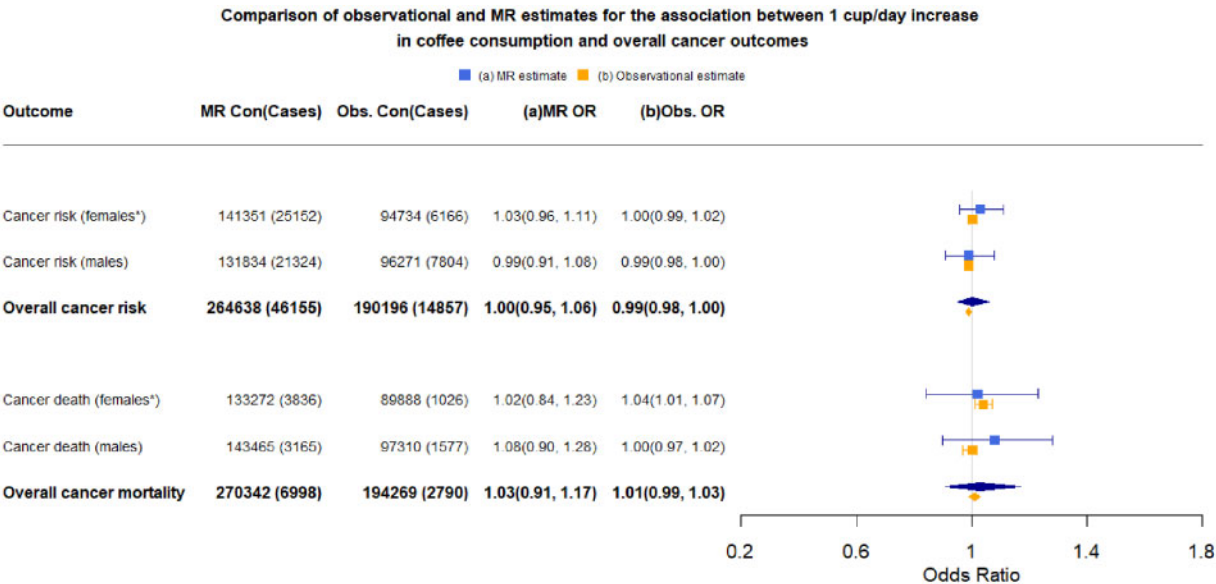 Comparison of observational and MR estimates for the association between 1 cup/day increase
in coffee consumption and overall cancer outcomes
(a) MR estimate (b) Observational estimate
Outcome MR Con(Cases) Obs. Con(Cases) (a)MR OR (b)Obs. OR
Cancer risk (females*) 141351 (25152) 94734 (6166) 1.03(0.96, 1.11) 1.00(0.99, 1.02)
Cancer risk (males) 131834 (21324) 96271 (7804) 0.99(0.91, 1.08) 0.99(0.98, 1.00)
Overall cancer risk 264638 (46155) 190196 (14857) 1.00(0.95, 1.06) 0.99(0.98, 1.00)
Cancer death (females*) 133272 (3836) 89888 (1026) 1.02(0.84, 1.23) 1.04(1.01, 1.07)
Cancer death (males) 143465 (3165) 97310 (1577) 1.08(0.90, 1.28) 1.00(0.97, 1.02)
Overall cancer mortality 270342 (6998) 194269 (2790) 1.03(0.91, 1.17) 1.01(0.99, 1.03)
0.2 0.6 1 1.4 1.8
Odds Ratio